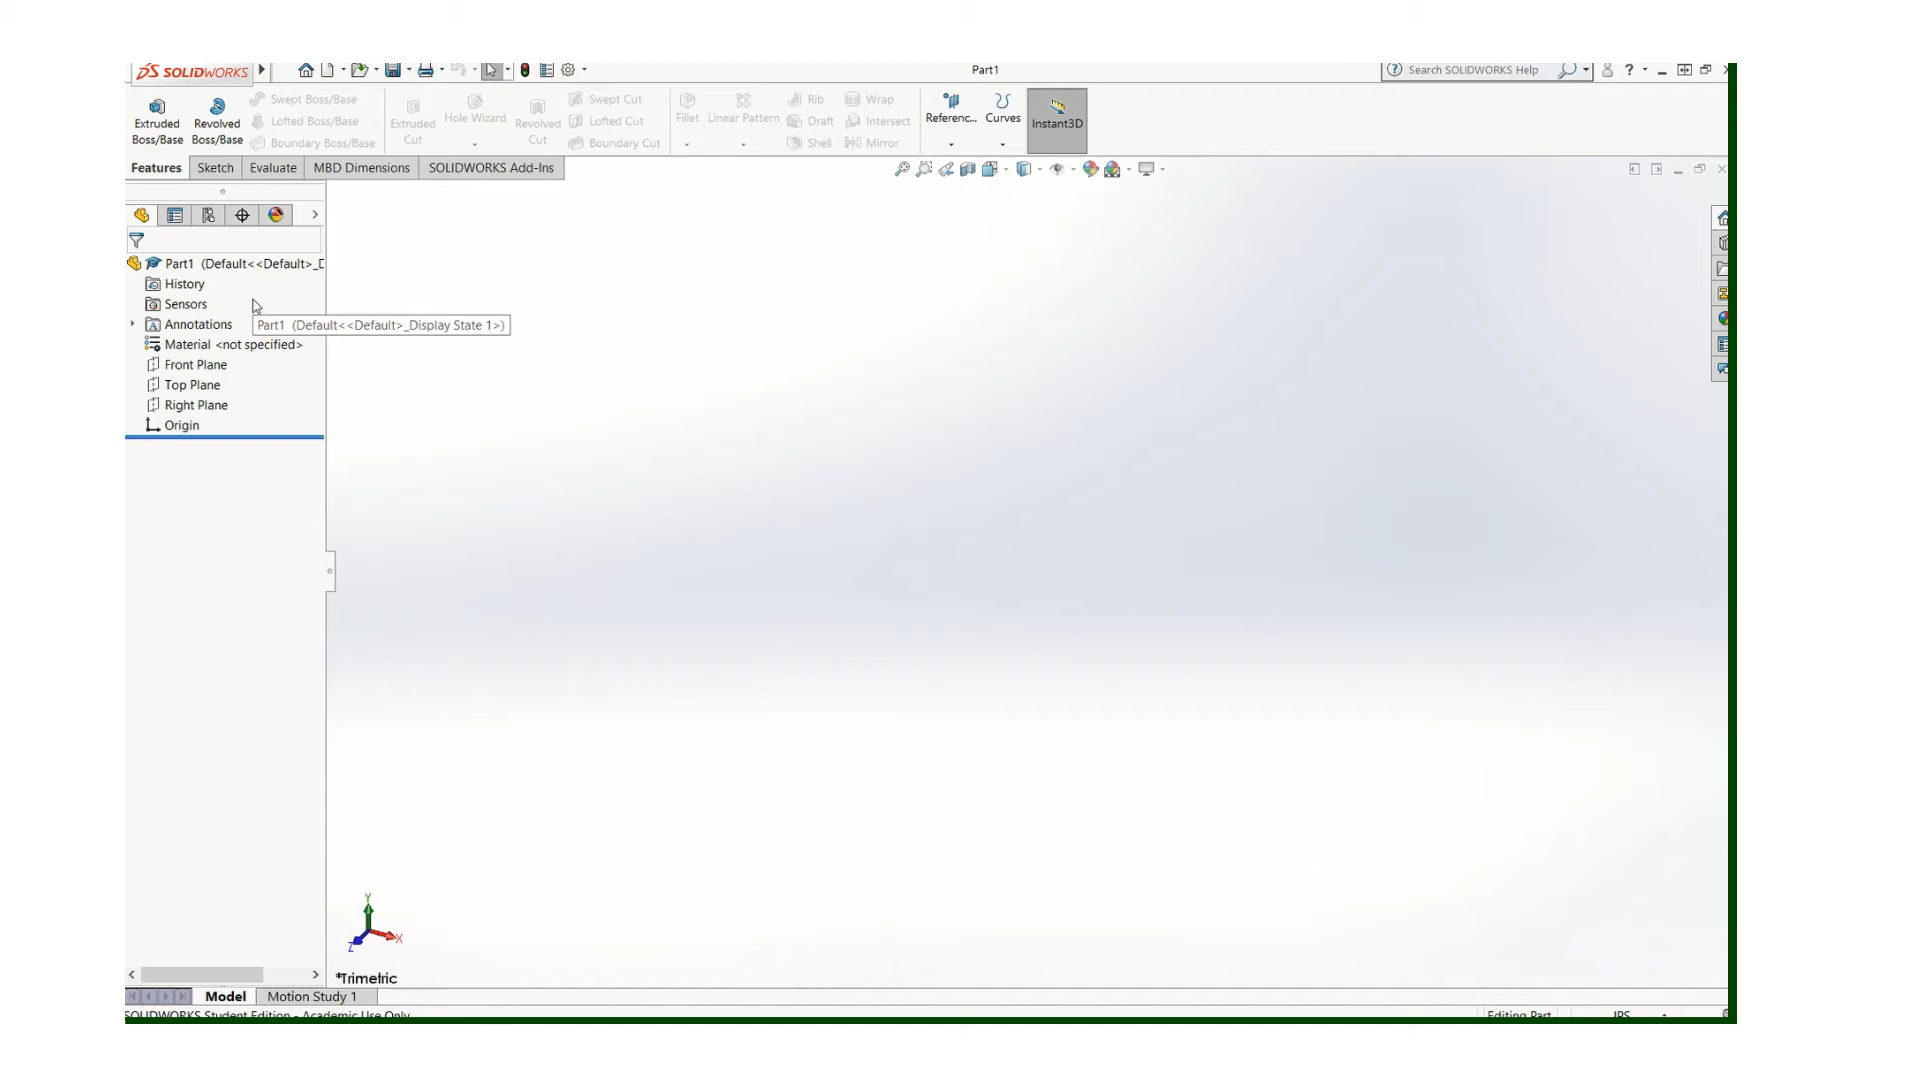 SOLIDWORKS
Part1
Search SOLIDWORKS Help
?
Extruded Boss/Base
Revolved Boss/Base
Swept Boss/Base
Lofted Boss/Base
Boundary Boss/Base
Extruded Cut
Hole Wizard
Revolved Cut
Swept Cut
Lofted Cut
Boundary Cut
Fillet
Linear Pattern
Rib
Draft
Shell
Wrap
Intersect
Mirror
Referenc...
Curves
Instant3D
Features
Sketch
Evaluate
MBD Dimensions
SOLIDWORKS Add-Ins
Part1 (Default<<Default>_D
History
Sensors
Annotations
Part1 (Default<<Default>_Display State 1>)
Material <not specified>
Front Plane
Top Plane
Right Plane
Origin
Y
X
Z
*Trimetric
Model
Motion Study 1
SOLIDWORKS Student Edition - Academic Use Only
Editing Part
IPS